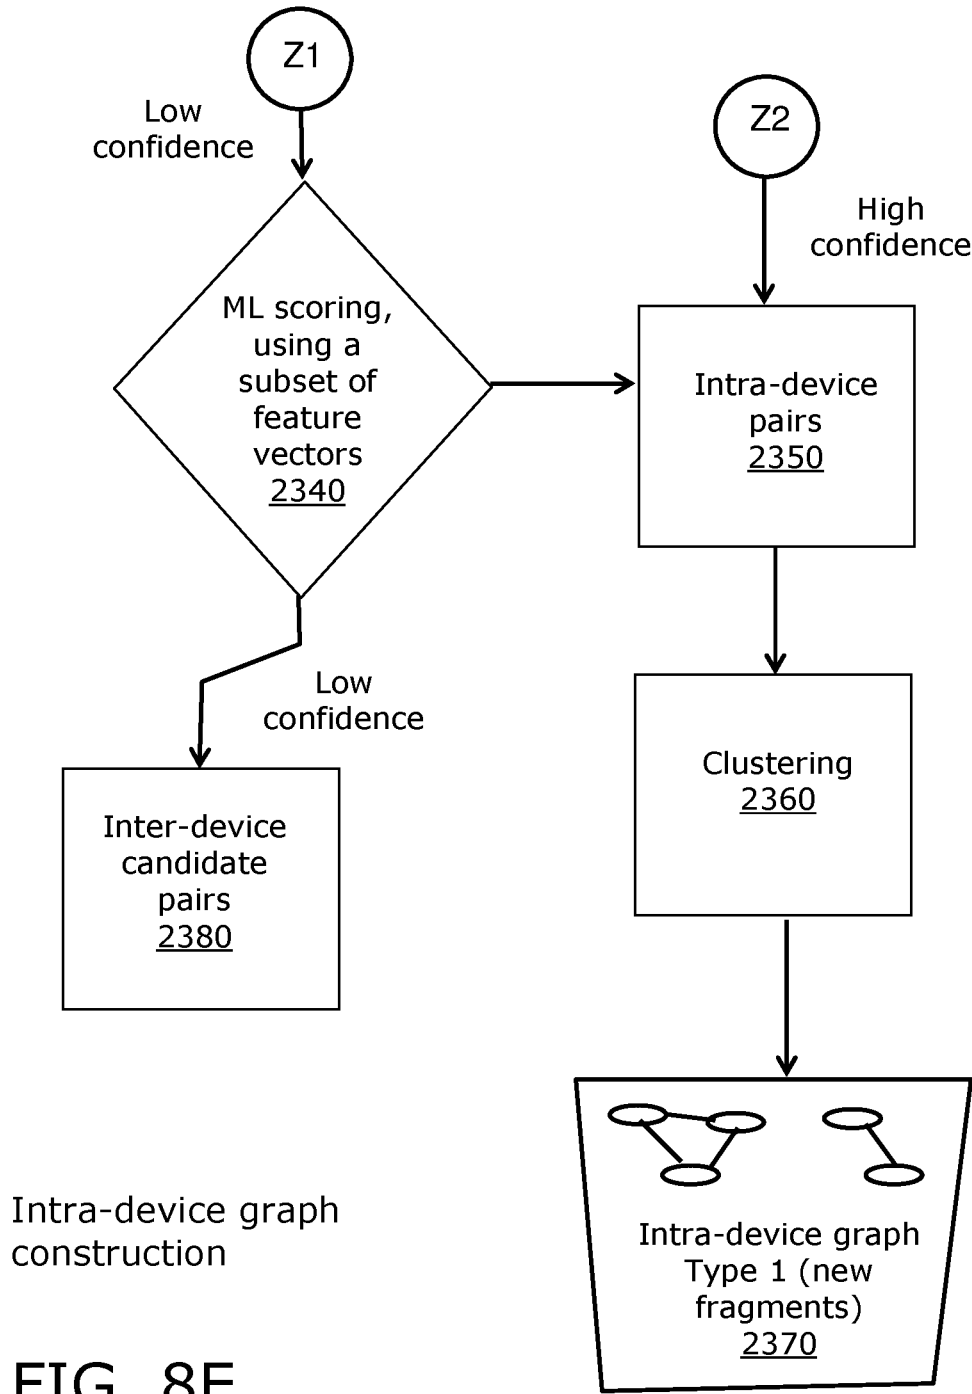 Z1
Low
confidence
Z2
High
confidence
ML scoring,
using a
subset of
feature
vectors
2340
Intra-device
pairs
2350
Low
confidence
Clustering
2360
Inter-device
candidate
pairs
2380
Intra-device graph
construction
Intra-device graph
Type 1 (new
fragments)
2370